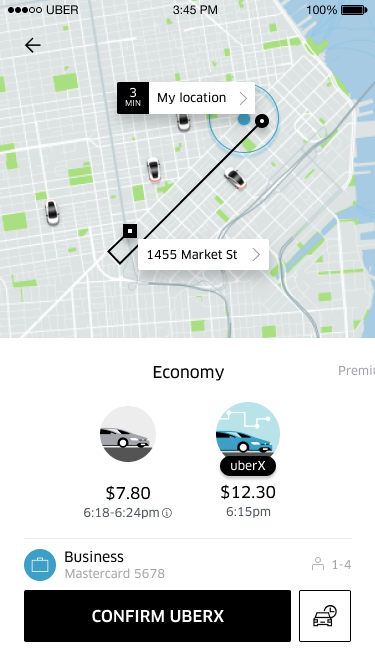 UBER 3:45 PM 100%
3 MIN My location
1455 Market St
Economy Premi
uberX
$7.80 $12.30
6:18-6:24pm 6:15pm
Business
Mastercard 5678 1-4
CONFIRM UBERX